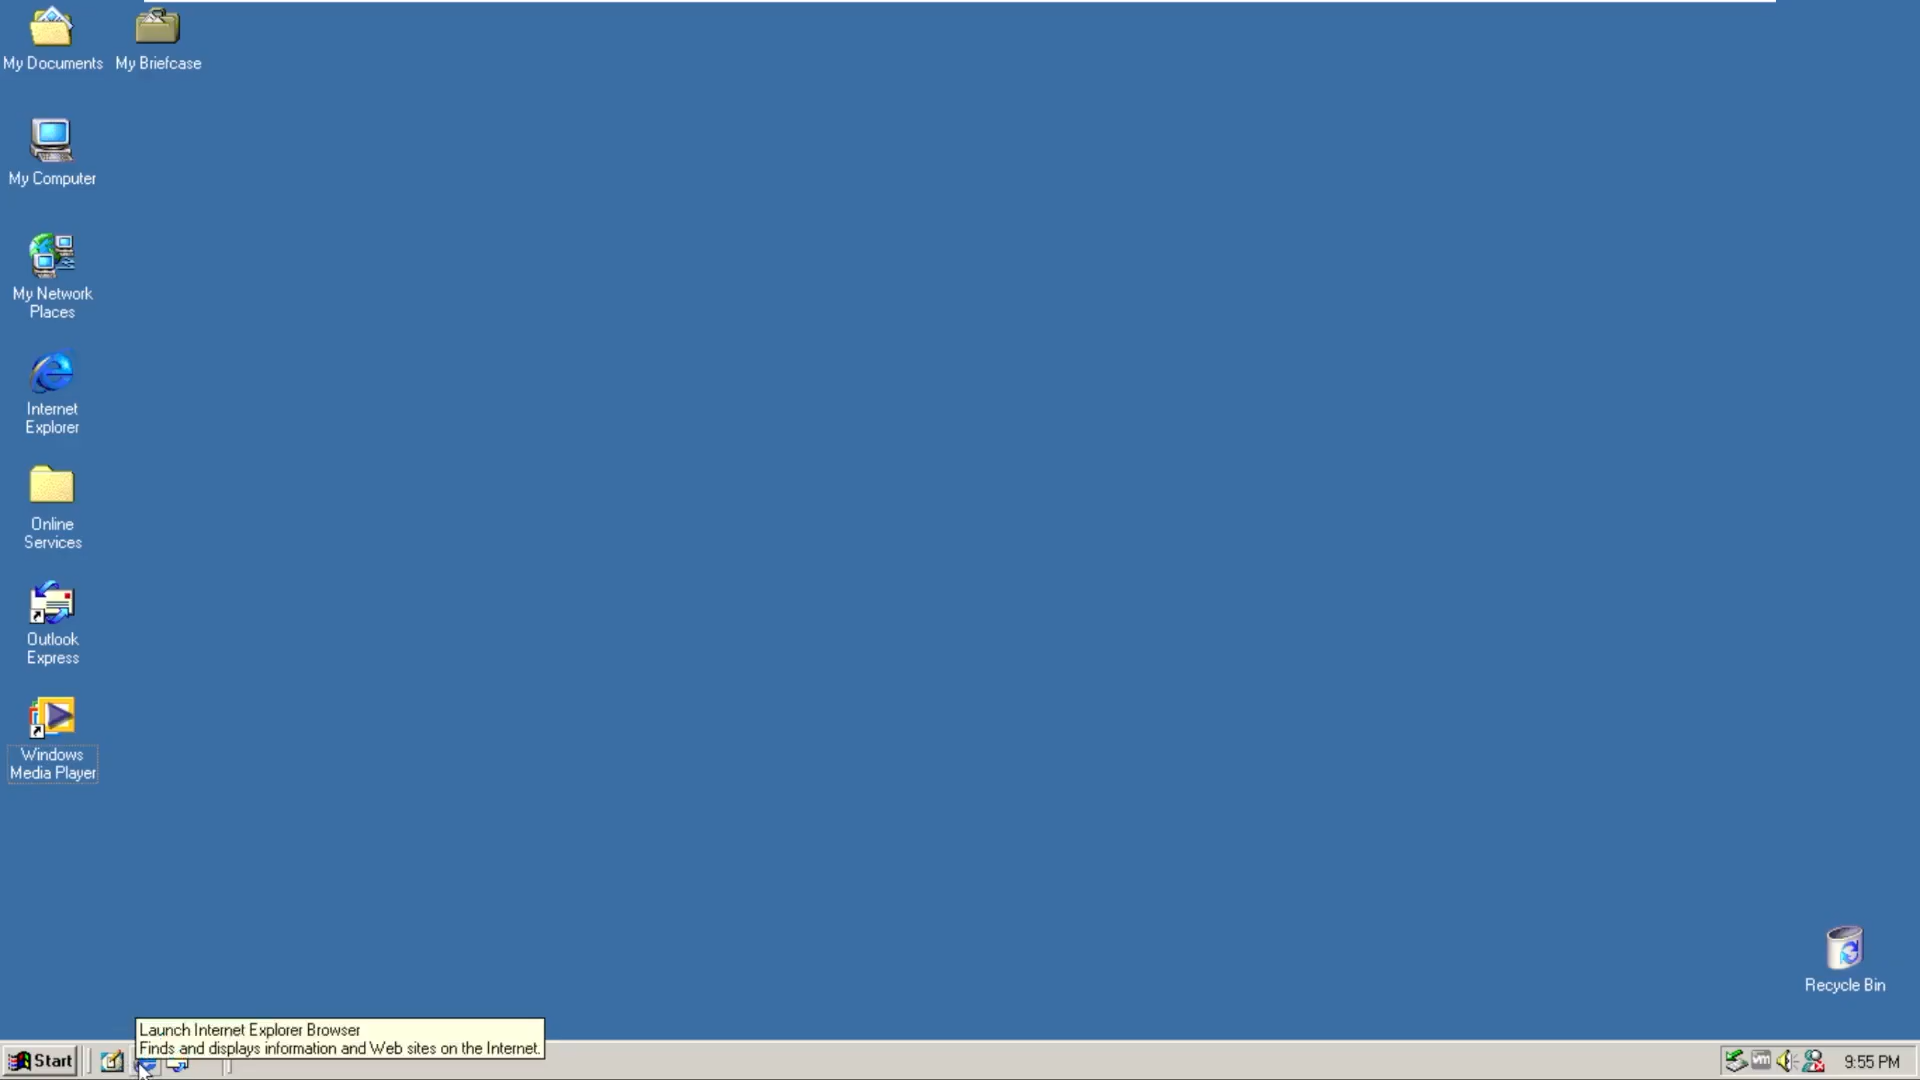 My Documents
My Briefcase
My Computer
My Network
Places
Internet
Explorer
Online
Services
Outlook
Express
Windows
Media Player
Recycle Bin
Launch Internet Explorer Browser
Finds and displays information and Web sites on the Internet.
Start
vm
9:55 PM